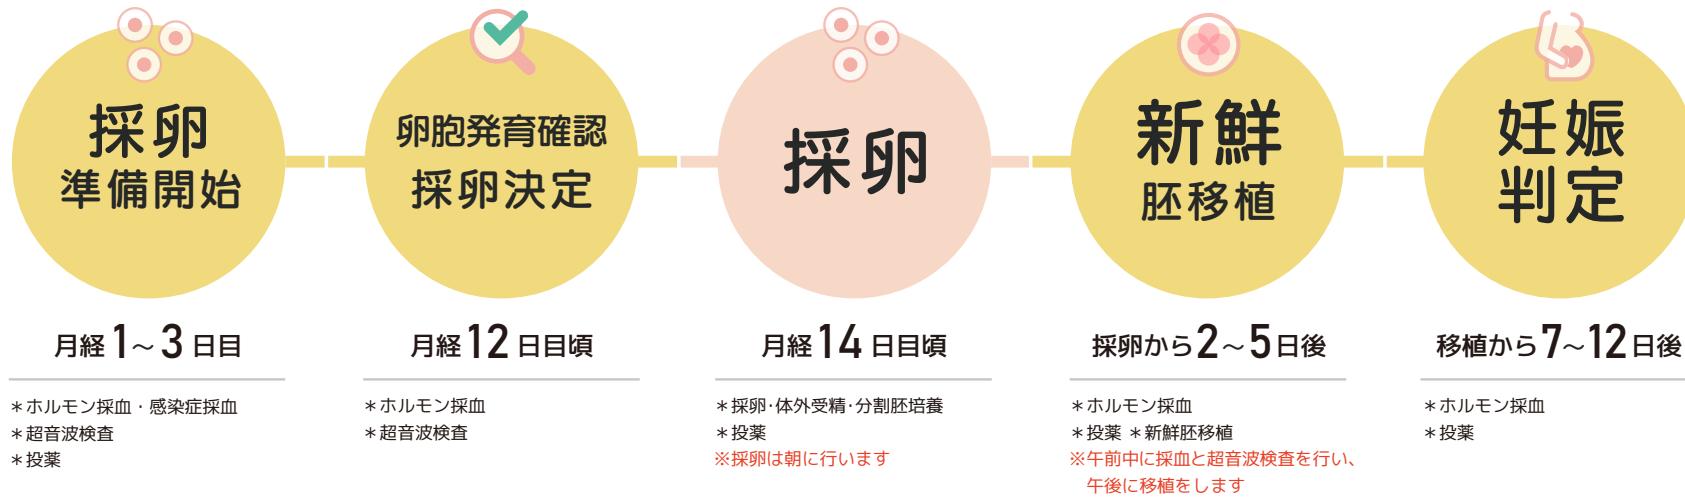 採卵
準備開始
月経1〜3日目
＊ホルモン採血・感染症採血
＊超音波検査
＊投薬
卵胞発育確認
採卵決定
月経12日目頃
＊ホルモン採血
＊超音波検査
採卵
月経14日目頃
＊採卵・体外受精・分割胚培養
＊投薬
※採卵は朝に行います
新鮮
胚移植
採卵から2〜5日後
＊ホルモン採血
＊投薬 ＊新鮮胚移植
※午前中に採血と超音波検査を行い、
午後に移植をします
妊娠
判定
移植から7〜12日後
＊ホルモン採血
＊投薬